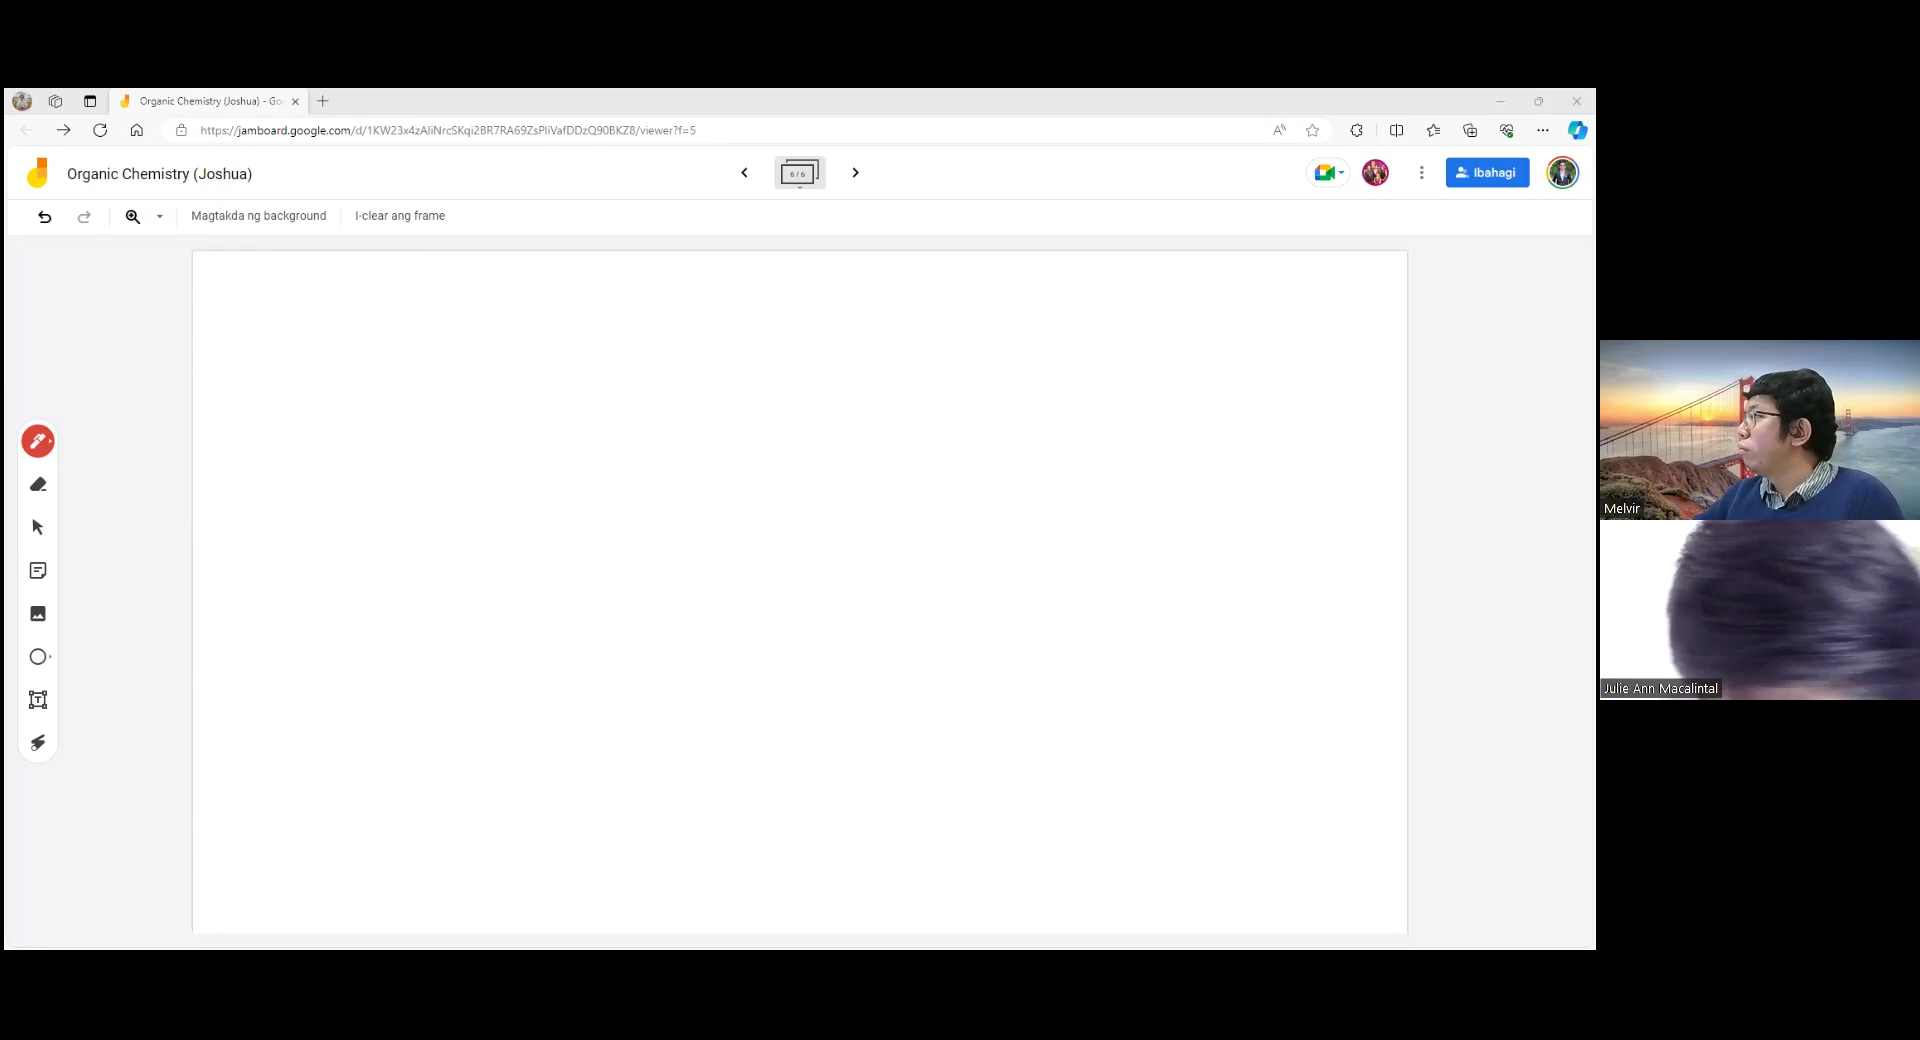 Organic Chemistry (Joshua) - Go
https://jamboard.google.com/d/1KW23x4zAliNrcSKqi2BR7RA69ZsPliVafDDzQ90BKZ8/viewer?f=5
Organic Chemistry (Joshua)
6 / 6
Ibahagi
Magtakda ng background
I-clear ang frame
Melvir
Julie Ann Macalintal